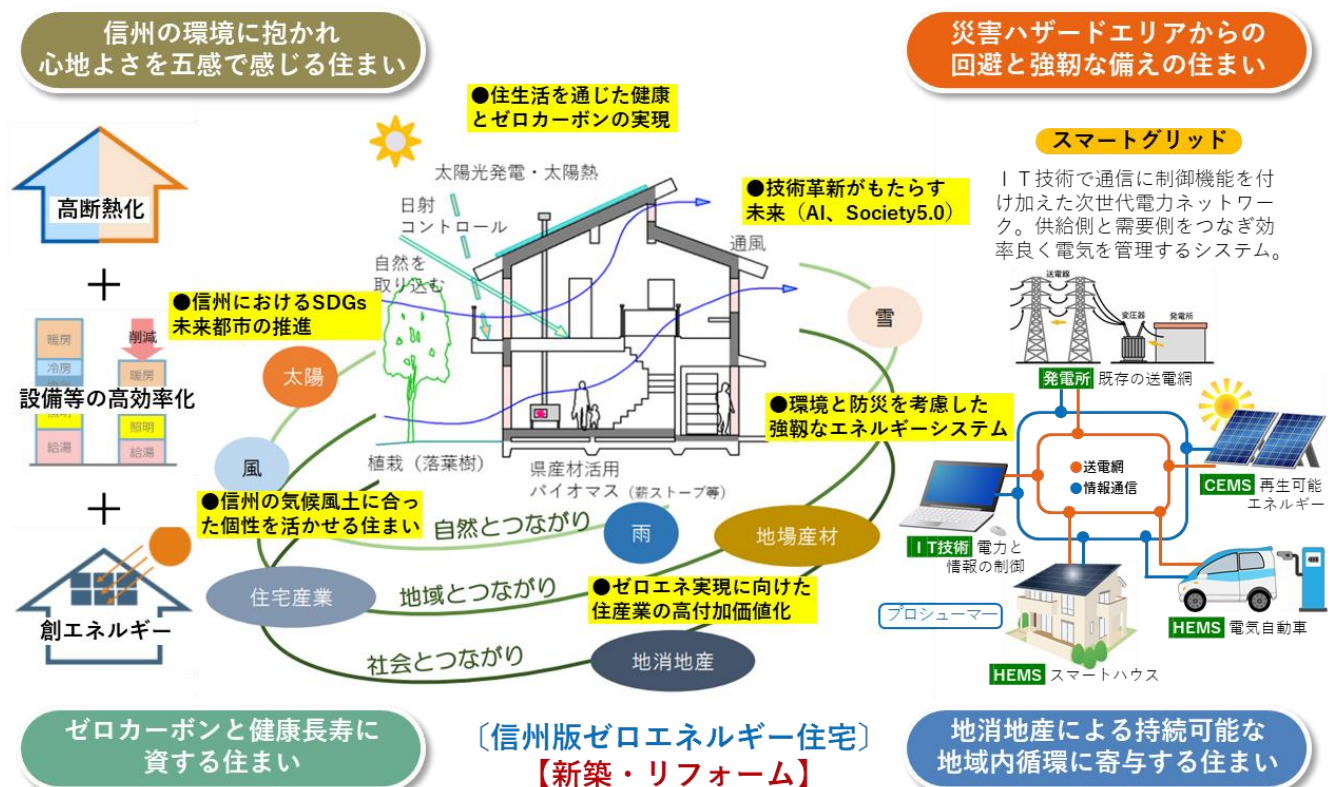 信州の環境に抱かれ
心地よさを五感で感じる住まい
災害ハザードエリアからの
回避と強靭な備えの住まい
●住生活を通じた健康
とゼロカーボンの実現
高断熱化
＋
暖房
冷房
照明
給湯
削減
暖房
照明
給湯
設備等の高効率化
＋
創エネルギー
太陽光発電・太陽熱
日射
コントロール
自然を
取り込む
通風
●技術革新がもたらす
未来（AI、Society5.0）
●信州におけるSDGs
未来都市の推進
太陽
雪
風
●環境と防災を考慮した
強靱なエネルギーシステム
植栽（落葉樹）
県産材活用
バイオマス（薪ストーブ等）
●信州の気候風土に合っ
た個性を活かせる住まい
自然とつながり
雨
地場産材
住宅産業
地域とつながり
●ゼロエネ実現に向けた
住産業の高付加価値化
社会とつながり
地消地産
スマートグリッド
ＩＴ技術で通信に制御機能を付
け加えた次世代電力ネットワー
ク。供給側と需要側をつなぎ効
率良く電気を管理するシステム。
送電線
変圧器
発電所
発電所 既存の送電網
●送電網
●情報通信
CEMS 再生可能
エネルギー
ＩＴ技術 電力と
情報の制御
プロシューマー
HEMS 電気自動車
HEMS スマートハウス
ゼロカーボンと健康長寿に
資する住まい
〔信州版ゼロエネルギー住宅〕
【新築・リフォーム】
地消地産による持続可能な
地域内循環に寄与する住まい